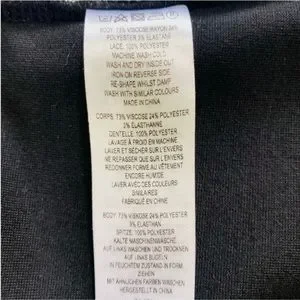 BODY: 73% VISCOSE/RAYON 24%
POLYESTER 3% ELASTANE
LACE: 100% POLYESTER
MACHINE WASH COLD
WASH AND DRY INSIDE OUT
IRON ON REVERSE SIDE
RE-SHAPE WHILST DAMP
WASH WITH SIMILAR COLOURS
MADE IN CHINA
CORPS: 73% VISCOSE 24% POLYESTER
3% ELASTHANNE
DENTELLE: 100% POLYESTER
LAVAGE À FROID EN MACHINE
LAVER ET SÉCHER SUR L'ENVERS
NE REPASSER QUE SUR L'ENVERS
REDONNER FORME AU VÊTEMENT
ENCORE HUMIDE
LAVER AVEC DES COULEURS
SIMILAIRES
FABRIQUÉ EN CHINE
BODY: 73% VISKOSE 24% POLYESTER
3% ELASTHAN
SPITZE: 100% POLYESTER
KALTE MASCHINENWÄSCHE
AUF LINKS WASCHEN UND TROCKNEN
AUF LINKS BÜGELN
IN FEUCHTEM ZUSTAND IN FORM
ZIEHEN
MIT ÄHNLICHEN FARBEN WASCHEN
MADE IN CHINA